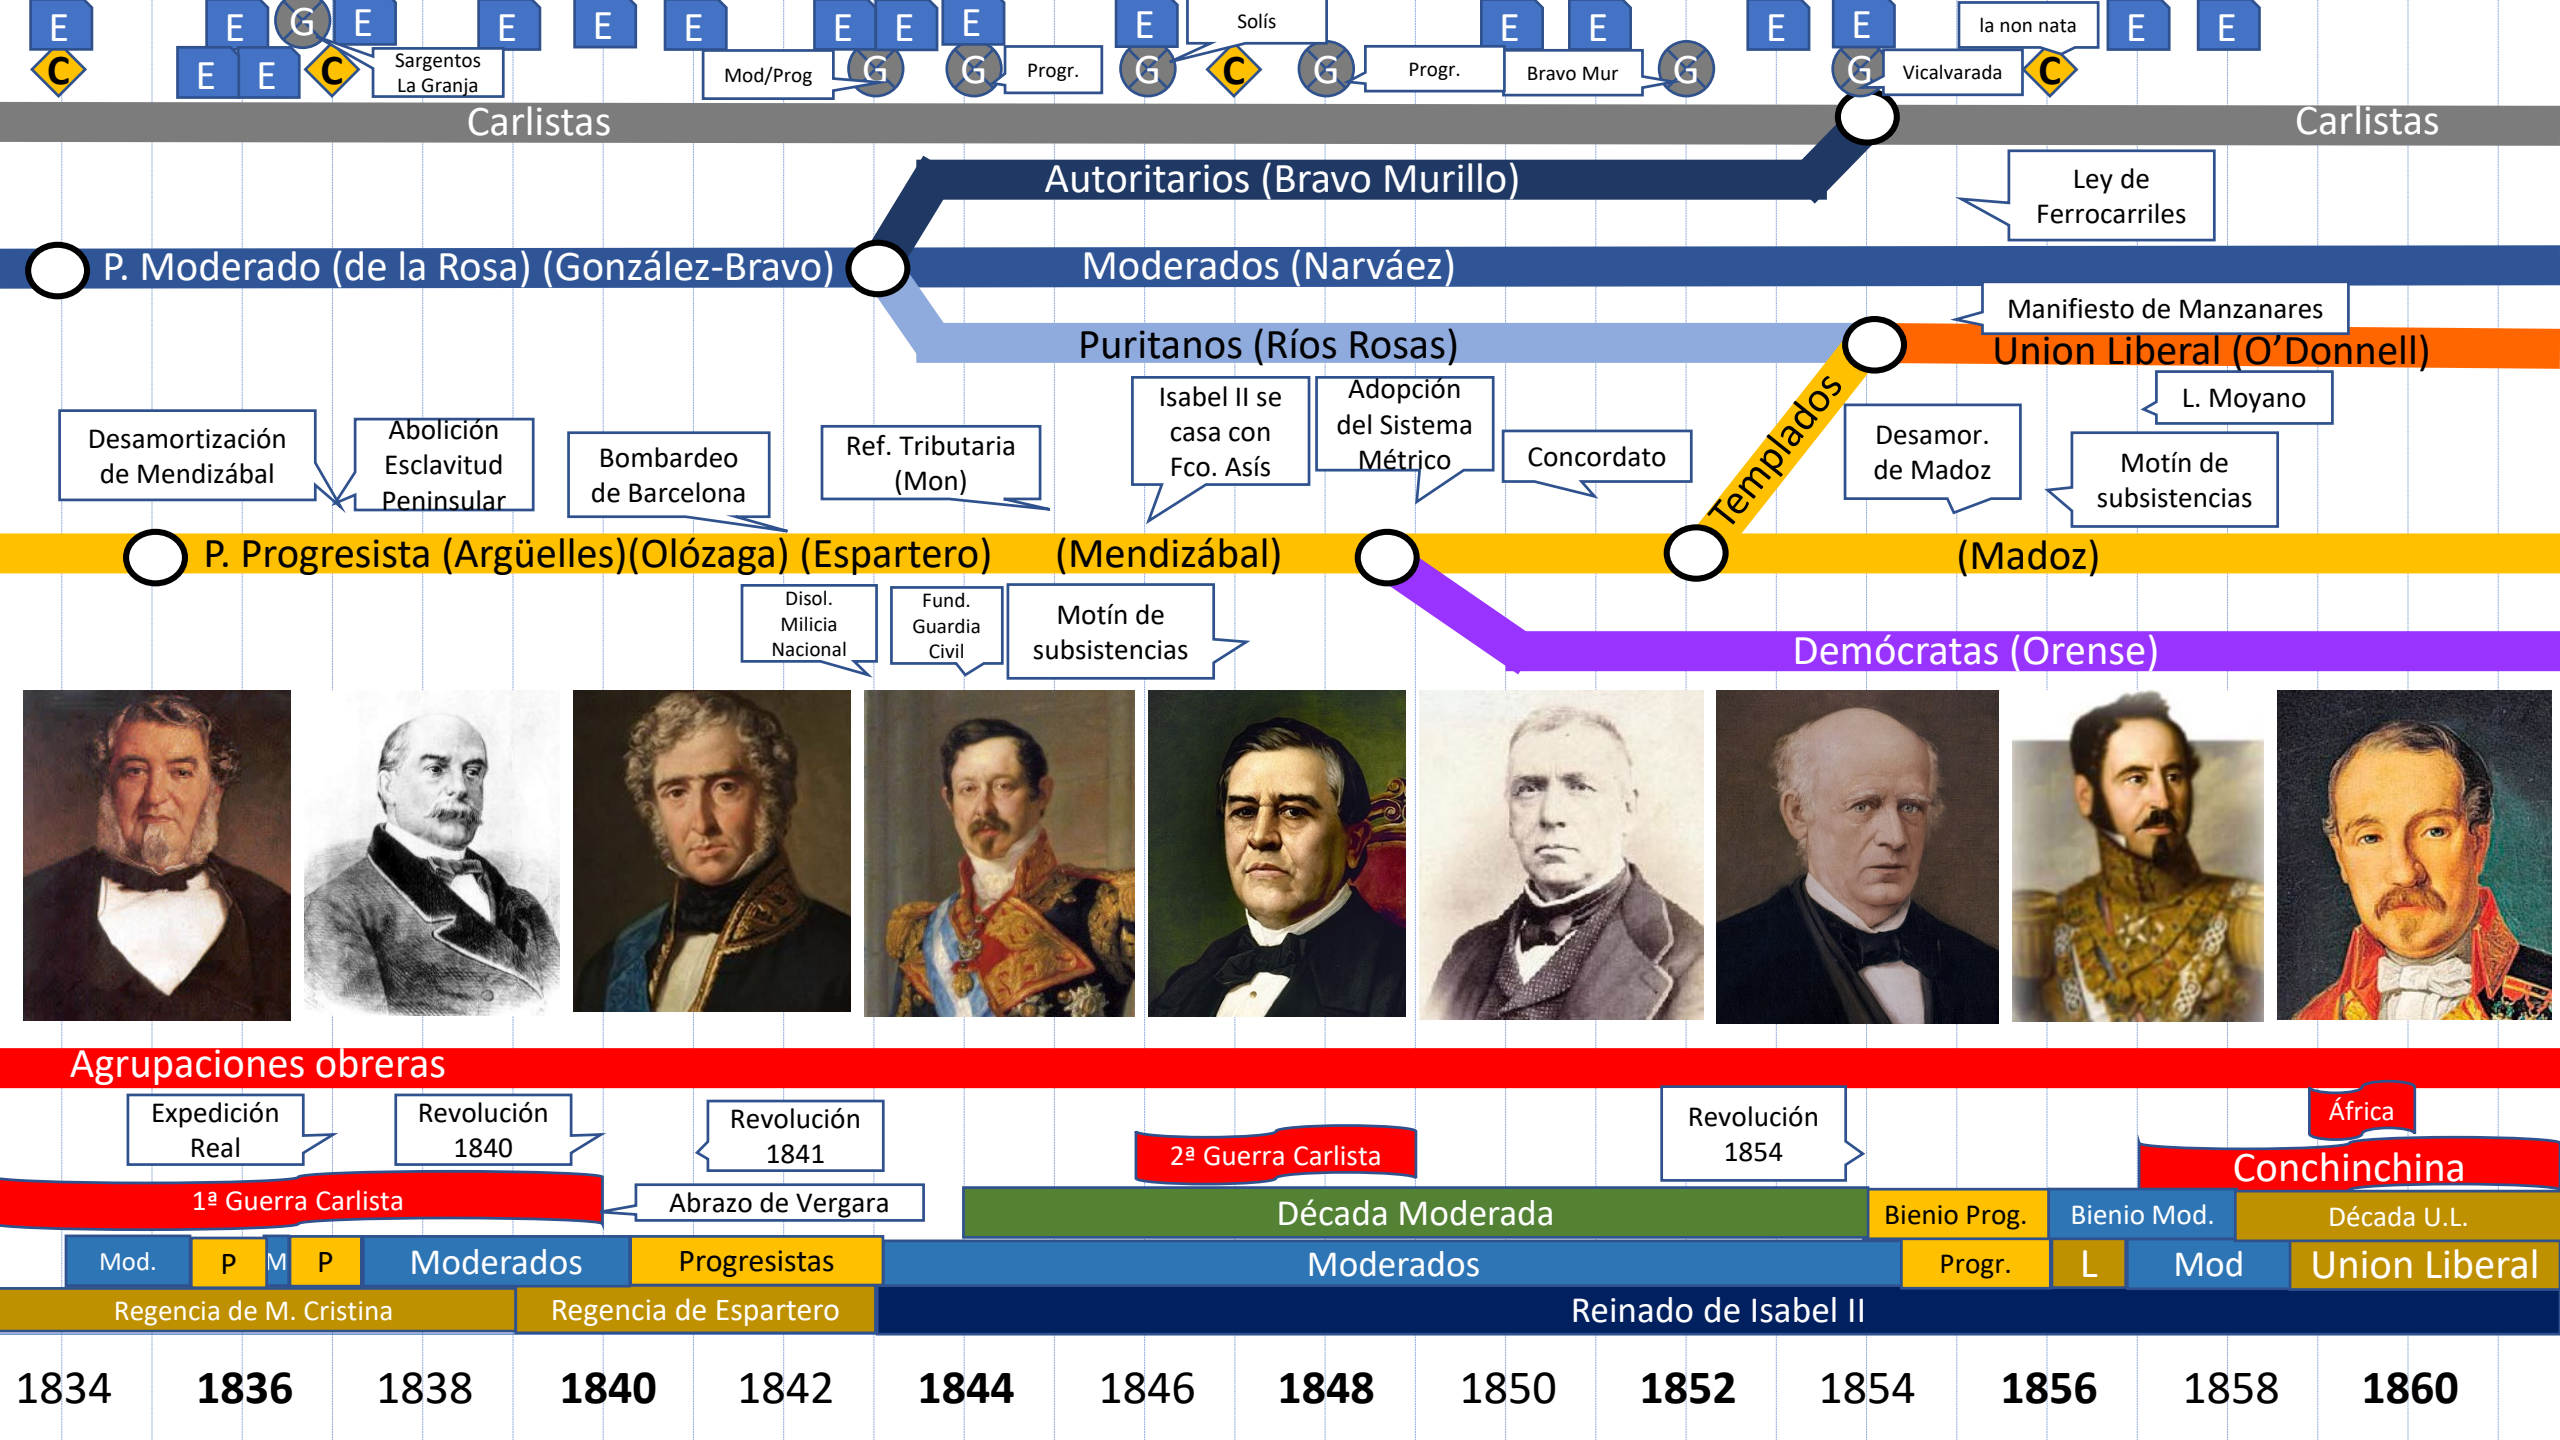 E
E
G
E
E
E
E
E
E
E
E
Solís
E
E
E
E
la non nata
E
E
C
E
E
C
Sargentos
La Granja
Mod/Prog
G
G
Progr.
G
C
G
Progr.
Bravo Mur
G
G
Vicalvarada
C
Carlistas
Carlistas
Autoritarios (Bravo Murillo)
Ley de
Ferrocarriles
P. Moderado (de la Rosa) (González-Bravo)
Moderados (Narváez)
Manifiesto de Manzanares
Puritanos (Ríos Rosas)
Union Liberal (O’Donnell)
Templados
Desamortización
de Mendizábal
Abolición
Esclavitud
Peninsular
Bombardeo
de Barcelona
Ref. Tributaria
(Mon)
Isabel II se
casa con
Fco. Asís
Adopción
del Sistema
Métrico
Concordato
Desamor.
de Madoz
L. Moyano
Motín de
subsistencias
P. Progresista (Argüelles)(Olózaga) (Espartero)
(Mendizábal)
(Madoz)
Disol.
Milicia
Nacional
Fund.
Guardia
Civil
Motín de
subsistencias
Demócratas (Orense)
Agrupaciones obreras
Expedición
Real
Revolución
1840
Revolución
1841
2ª Guerra Carlista
Revolución
1854
África
Conchinchina
1ª Guerra Carlista
Abrazo de Vergara
Década Moderada
Bienio Prog.
Bienio Mod.
Década U.L.
Mod.
P
M
P
Moderados
Progresistas
Moderados
Progr.
L
Mod
Union Liberal
Regencia de M. Cristina
Regencia de Espartero
Reinado de Isabel II
1834
1836
1838
1840
1842
1844
1846
1848
1850
1852
1854
1856
1858
1860